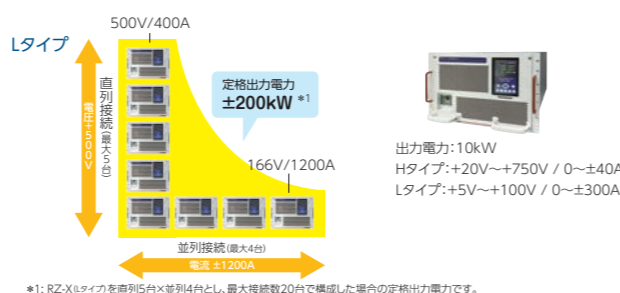 500V/400A
Lタイプ
電圧+500V
直列接続(最大5台)
定格出力電力
±200kW *1
166V/1200A
並列接続(最大4台)
電流 ±1200A
出力電力:10kW
Hタイプ:+20V~+750V / 0~±40A
Lタイプ:+5V~+100V / 0~±300A
*1: RZ-X(Lタイプ)を直列5台×並列4台とし、最大接続数20台で構成した場合の定格出力電力です。